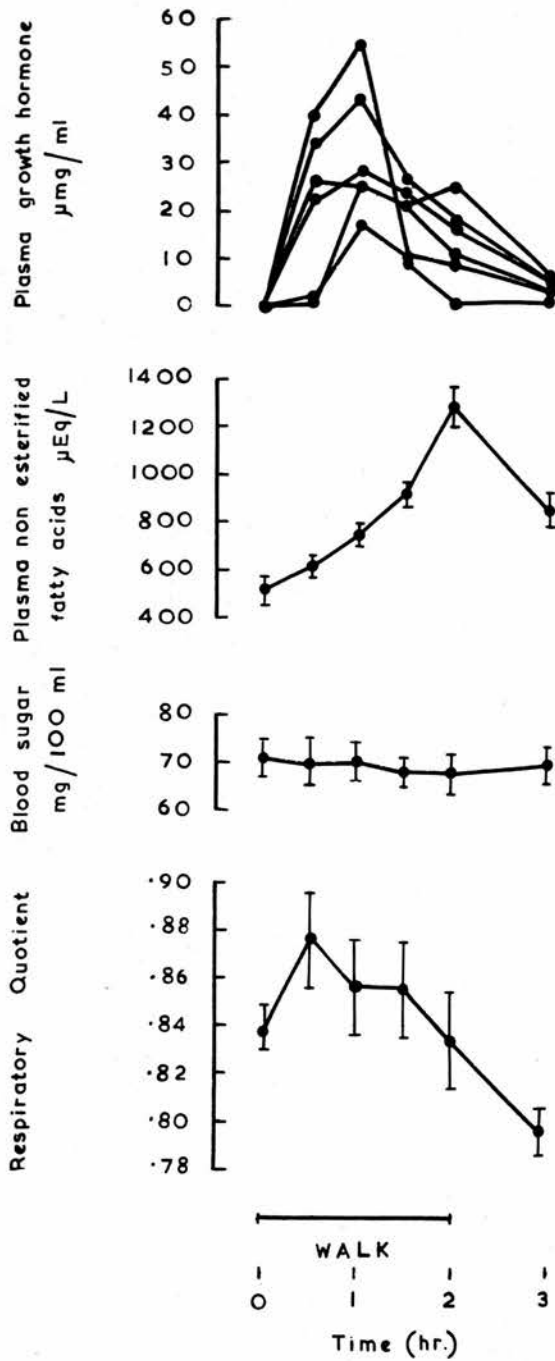 Plasma growth hormone
μmg/ml
60
50
40
30
20
10
0
Plasma non esterified
fatty acids μEq/L
1400
1200
1000
800
600
400
Blood sugar
mg/100 ml
80
70
60
Respiratory Quotient
·90
·88
·86
·84
·82
·80
·78
WALK
0 1 2 3
Time (hr.)